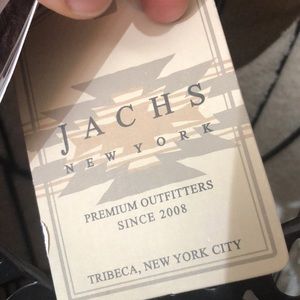 JACHS
NEW YORK
PREMIUM OUTFITTERS
SINCE 2008
TRIBECA, NEW YORK CITY